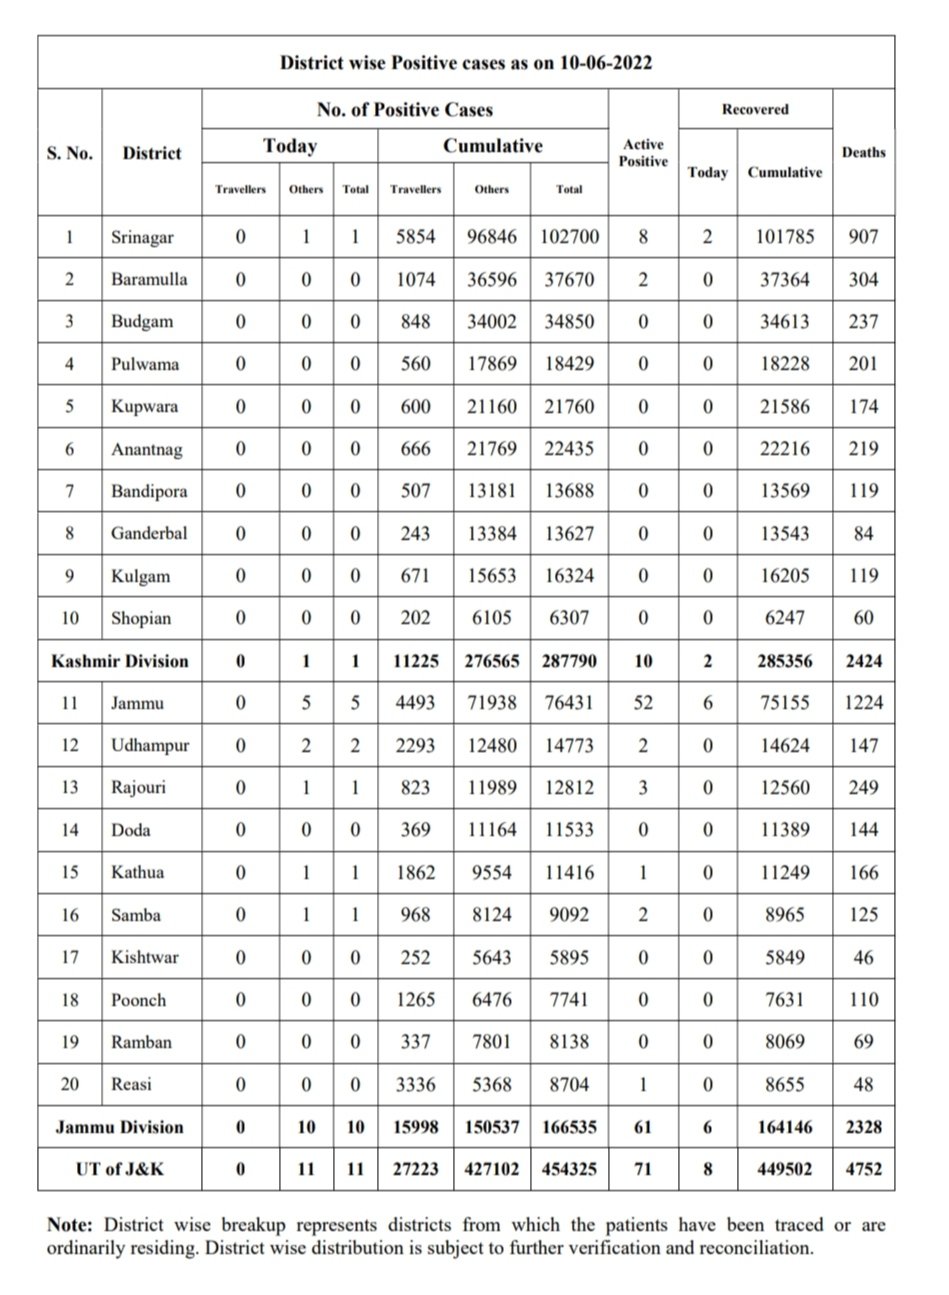 District wise Positive cases as on 10-06-2022
S. No. District No. of Positive Cases Active Positive Recovered Deaths
Today Cumulative Today Cumulative
Travellers Others Total Travellers Others Total
1 Srinagar 0 1 1 5854 96846 102700 8 2 101785 907
2 Baramulla 0 0 0 1074 36596 37670 2 0 37364 304
3 Budgam 0 0 0 848 34002 34850 0 0 34613 237
4 Pulwama 0 0 0 560 17869 18429 0 0 18228 201
5 Kupwara 0 0 0 600 21160 21760 0 0 21586 174
6 Anantnag 0 0 0 666 21769 22435 0 0 22216 219
7 Bandipora 0 0 0 507 13181 13688 0 0 13569 119
8 Ganderbal 0 0 0 243 13384 13627 0 0 13543 84
9 Kulgam 0 0 0 671 15653 16324 0 0 16205 119
10 Shopian 0 0 0 202 6105 6307 0 0 6247 60
Kashmir Division 0 1 1 11225 276565 287790 10 2 285356 2424
11 Jammu 0 5 5 4493 71938 76431 52 6 75155 1224
12 Udhampur 0 2 2 2293 12480 14773 2 0 14624 147
13 Rajouri 0 1 1 823 11989 12812 3 0 12560 249
14 Doda 0 0 0 369 11164 11533 0 0 11389 144
15 Kathua 0 1 1 1862 9554 11416 1 0 11249 166
16 Samba 0 1 1 968 8124 9092 2 0 8965 125
17 Kishtwar 0 0 0 252 5643 5895 0 0 5849 46
18 Poonch 0 0 0 1265 6476 7741 0 0 7631 110
19 Ramban 0 0 0 337 7801 8138 0 0 8069 69
20 Reasi 0 0 0 3336 5368 8704 1 0 8655 48
Jammu Division 0 10 10 15998 150537 166535 61 6 164146 2328
UT of J&K 0 11 11 27223 427102 454325 71 8 449502 4752
Note: District wise breakup represents districts from which the patients have been traced or are
ordinarily residing. District wise distribution is subject to further verification and reconciliation.